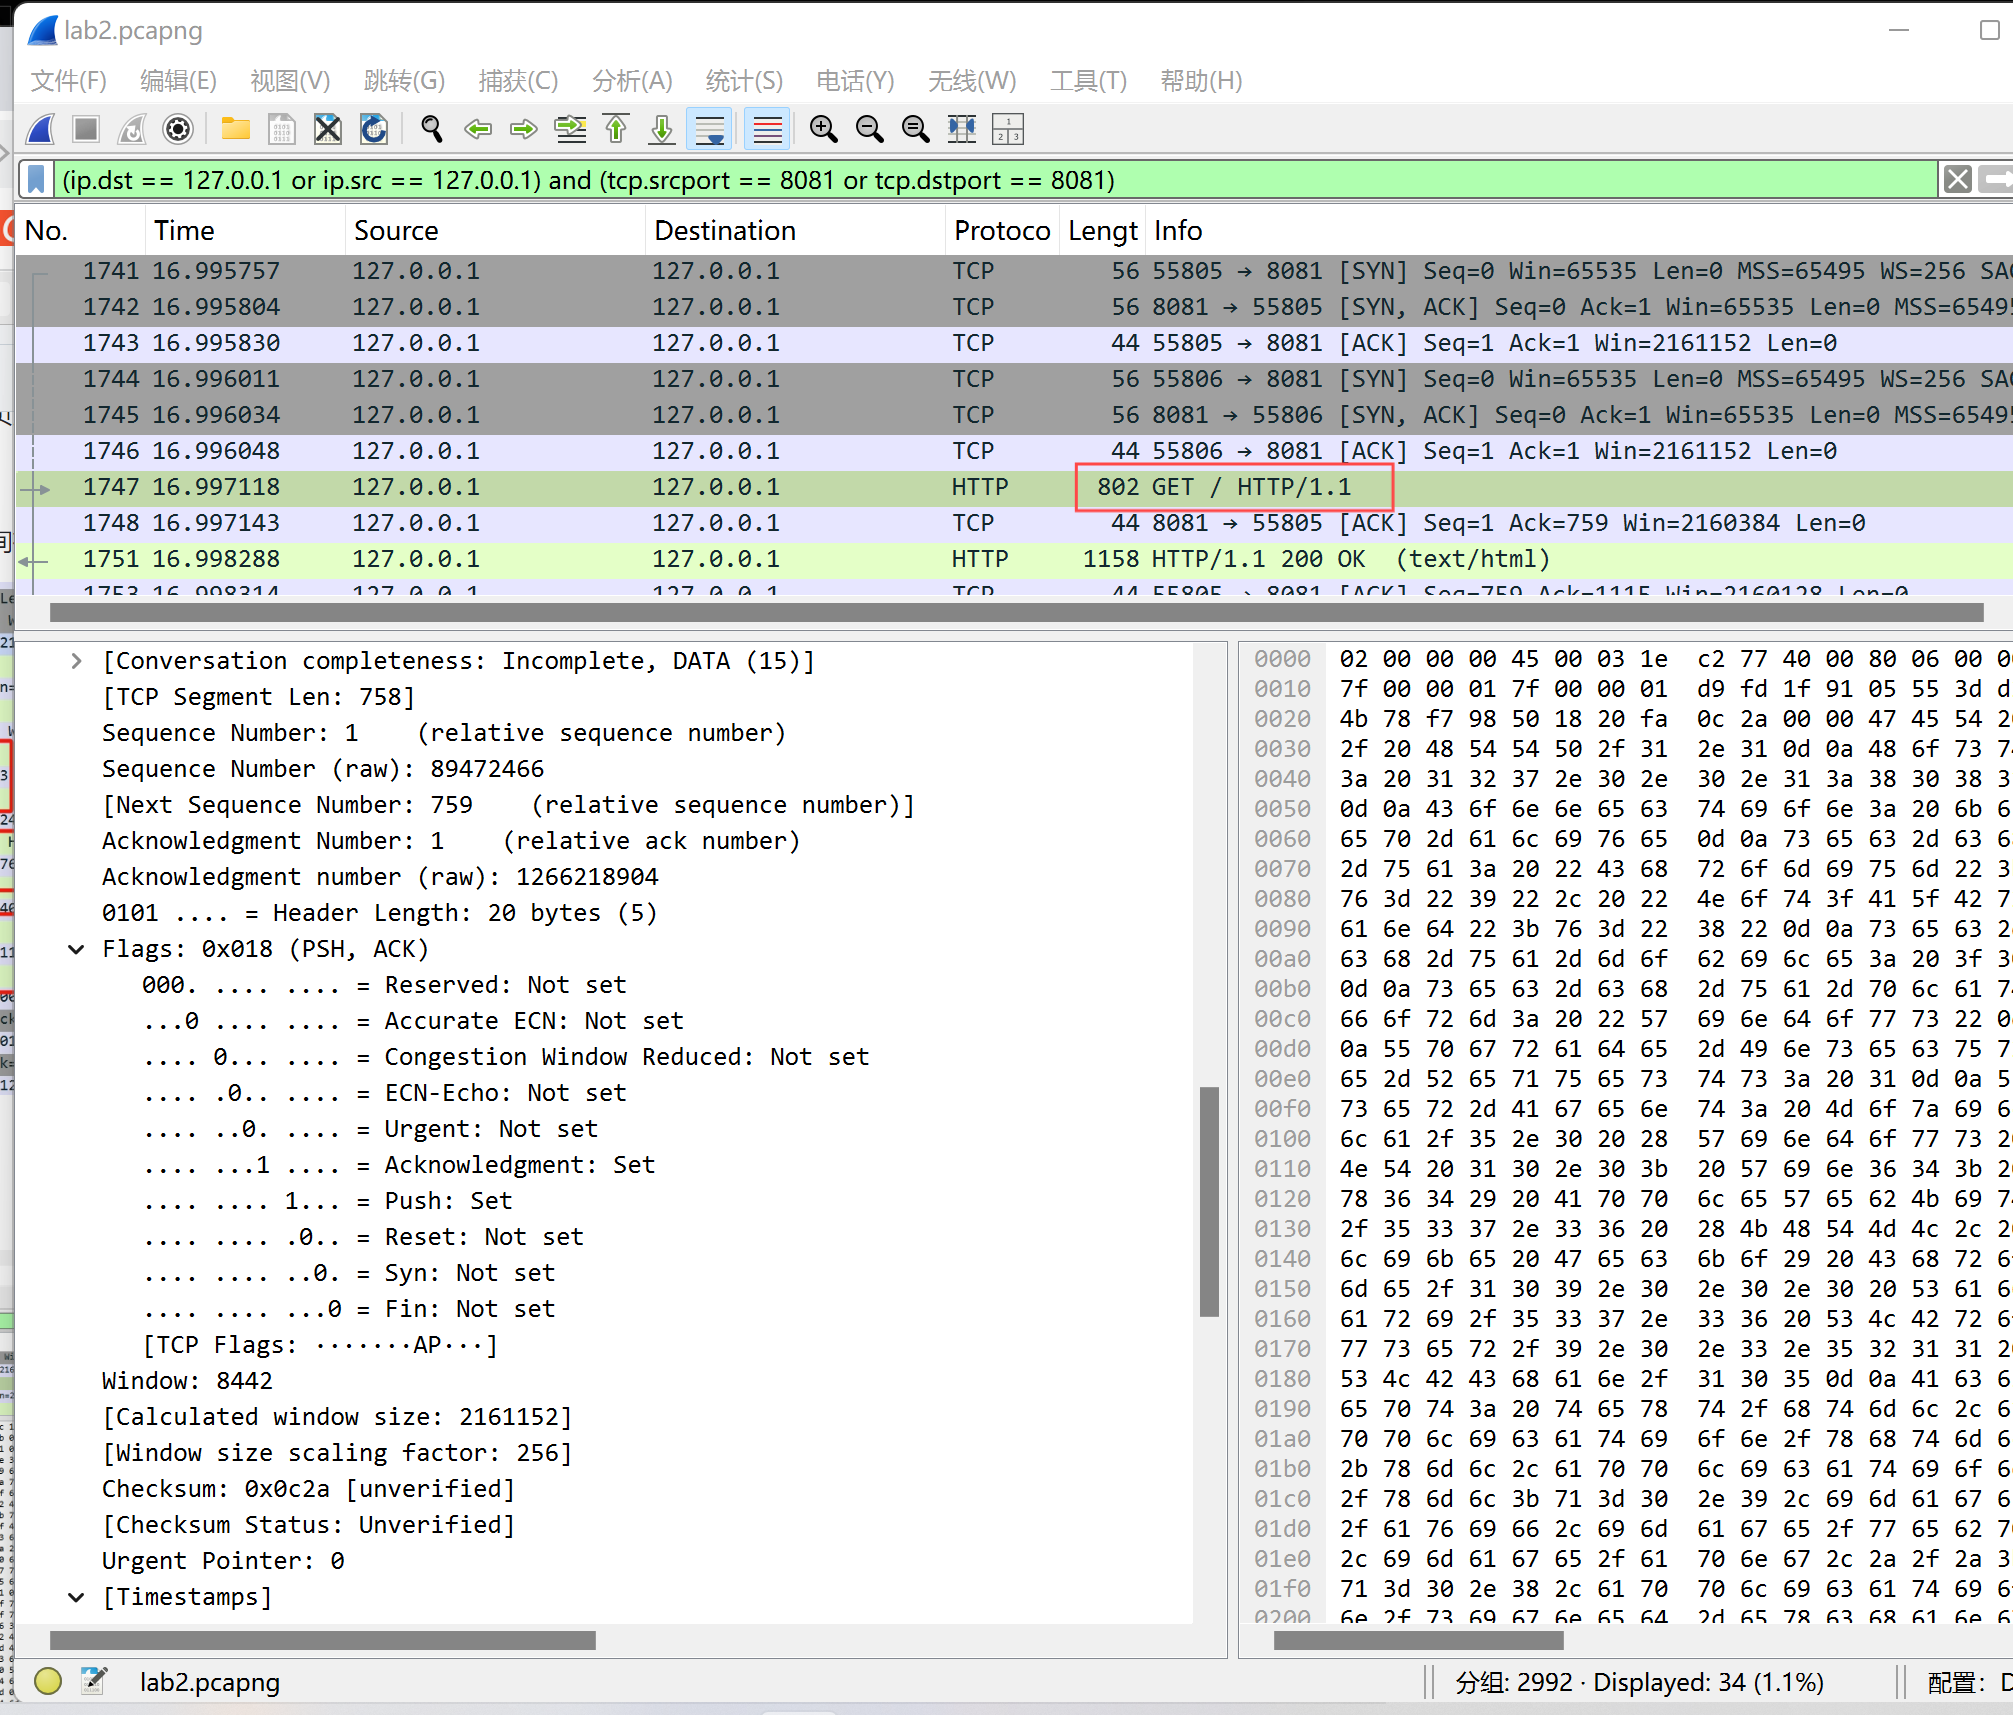 lab2.pcapng
文件(F) 编辑(E) 视图(V) 跳转(G) 捕获(C) 分析(A) 统计(S) 电话(Y) 无线(W) 工具(T) 帮助(H)
(ip.dst == 127.0.0.1 or ip.src == 127.0.0.1) and (tcp.srcport == 8081 or tcp.dstport == 8081)
No. Time Source Destination Protoco Lengt Info
1741 16.995757 127.0.0.1 127.0.0.1 TCP 56 55805 → 8081 [SYN] Seq=0 Win=65535 Len=0 MSS=65495 WS=256
1742 16.995804 127.0.0.1 127.0.0.1 TCP 56 8081 → 55805 [SYN, ACK] Seq=0 Ack=1 Win=65535 Len=0 MSS=6549
1743 16.995830 127.0.0.1 127.0.0.1 TCP 44 55805 → 8081 [ACK] Seq=1 Ack=1 Win=2161152 Len=0
1744 16.996011 127.0.0.1 127.0.0.1 TCP 56 55806 → 8081 [SYN] Seq=0 Win=65535 Len=0 MSS=65495 WS=256
1745 16.996034 127.0.0.1 127.0.0.1 TCP 56 8081 → 55806 [SYN, ACK] Seq=0 Ack=1 Win=65535 Len=0 MSS=6549
1746 16.996048 127.0.0.1 127.0.0.1 TCP 44 55806 → 8081 [ACK] Seq=1 Ack=1 Win=2161152 Len=0
1747 16.997118 127.0.0.1 127.0.0.1 HTTP 802 GET / HTTP/1.1
1748 16.997143 127.0.0.1 127.0.0.1 TCP 44 8081 → 55805 [ACK] Seq=1 Ack=759 Win=2160384 Len=0
1751 16.998288 127.0.0.1 127.0.0.1 HTTP 1158 HTTP/1.1 200 OK (text/html)
1753 16.998314 127.0.0.1 127.0.0.1 TCP 44 55805 → 8081 [ACK] Seq=759 Ack=1115 Win=2160128 Len=0
[Conversation completeness: Incomplete, DATA (15)]
[TCP Segment Len: 758]
Sequence Number: 1 (relative sequence number)
Sequence Number (raw): 89472466
[Next Sequence Number: 759 (relative sequence number)]
Acknowledgment Number: 1 (relative ack number)
Acknowledgment number (raw): 1266218904
0101 .... = Header Length: 20 bytes (5)
Flags: 0x018 (PSH, ACK)
000. .... .... = Reserved: Not set
...0 .... .... = Accurate ECN: Not set
.... 0... .... = Congestion Window Reduced: Not set
.... .0.. .... = ECN-Echo: Not set
.... ..0. .... = Urgent: Not set
.... ...1 .... = Acknowledgment: Set
.... .... 1... = Push: Set
.... .... .0.. = Reset: Not set
.... .... ..0. = Syn: Not set
.... .... ...0 = Fin: Not set
[TCP Flags: ·······AP···]
Window: 8442
[Calculated window size: 2161152]
[Window size scaling factor: 256]
Checksum: 0x0c2a [unverified]
[Checksum Status: Unverified]
Urgent Pointer: 0
[Timestamps]
0000 02 00 00 00 45 00 03 1e c2 77 40 00 80 06 00
0010 7f 00 00 01 7f 00 00 01 d9 fd 1f 91 05 55 3d
0020 4b 78 f7 98 50 18 20 fa 0c 2a 00 00 47 45 54
0030 2f 20 48 54 54 50 2f 31 2e 31 0d 0a 48 6f 73
0040 3a 20 31 32 37 2e 30 2e 30 2e 31 3a 38 30 38
0050 0d 0a 43 6f 6e 6e 65 63 74 69 6f 6e 3a 20 6b
0060 65 70 2d 61 6c 69 76 65 0d 0a 73 65 63 2d 63
0070 2d 75 61 3a 20 22 43 68 72 6f 6d 69 75 6d 22
0080 76 3d 22 39 22 2c 20 22 4e 6f 74 3f 41 5f 42
0090 61 6e 64 22 3b 76 3d 22 38 22 0d 0a 73 65 63
00a0 63 68 2d 75 61 2d 6d 6f 62 69 6c 65 3a 20 3f
00b0 0d 0a 73 65 63 2d 63 68 2d 75 61 2d 70 6c 61
00c0 66 6f 72 6d 3a 20 22 57 69 6e 64 6f 77 73 22
00d0 0a 55 70 67 72 61 64 65 2d 49 6e 73 65 63 75
00e0 65 2d 52 65 71 75 65 73 74 73 3a 20 31 0d 0a
00f0 73 65 72 2d 41 67 65 6e 74 3a 20 4d 6f 7a 69
0100 6c 61 2f 35 2e 30 20 28 57 69 6e 64 6f 77 73
0110 4e 54 20 31 30 2e 30 3b 20 57 69 6e 36 34 3b
0120 78 36 34 29 20 41 70 70 6c 65 57 65 62 4b 69
0130 2f 35 33 37 2e 33 36 20 28 4b 48 54 4d 4c 2c
0140 6c 69 6b 65 20 47 65 63 6b 6f 29 20 43 68 72
0150 6d 65 2f 31 30 39 2e 30 2e 30 2e 30 20 53 61
0160 61 72 69 2f 35 33 37 2e 33 36 20 53 4c 42 72
0170 77 73 65 72 2f 39 2e 30 2e 33 2e 35 32 31 31
0180 53 4c 42 43 68 61 6e 2f 31 30 35 0d 0a 41 63
0190 65 70 74 3a 20 74 65 78 74 2f 68 74 6d 6c 2c
01a0 70 70 6c 69 63 61 74 69 6f 6e 2f 78 68 74 6d
01b0 2b 78 6d 6c 2c 61 70 70 6c 69 63 61 74 69 6f
01c0 2f 78 6d 6c 3b 71 3d 30 2e 39 2c 69 6d 61 67
01d0 2f 61 76 69 66 2c 69 6d 61 67 65 2f 77 65 62
01e0 2c 69 6d 61 67 65 2f 61 70 6e 67 2c 2a 2f 2a
01f0 71 3d 30 2e 38 2c 61 70 70 6c 69 63 61 74 69
0200 6e 2f 73 69 67 6e 65 64 2d 65 78 63 68 61 6e
lab2.pcapng 分组: 2992 · Displayed: 34 (1.1%) 配置: